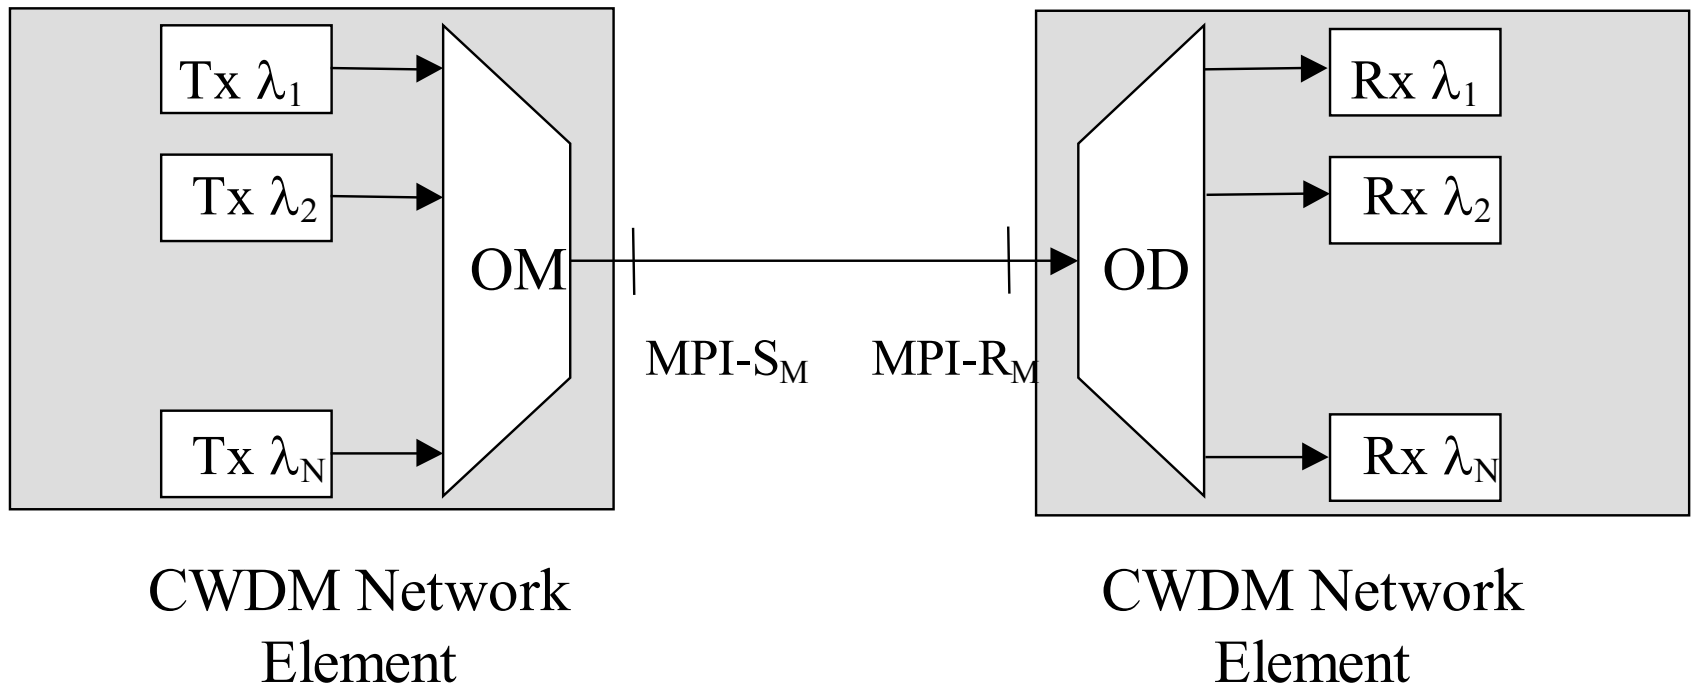 Tx λ1
Rx λ1
Tx λ2
Rx λ2
OM
OD
MPI-SM
MPI-RM
Tx λN
Rx λN
CWDM Network
Element
CWDM Network
Element